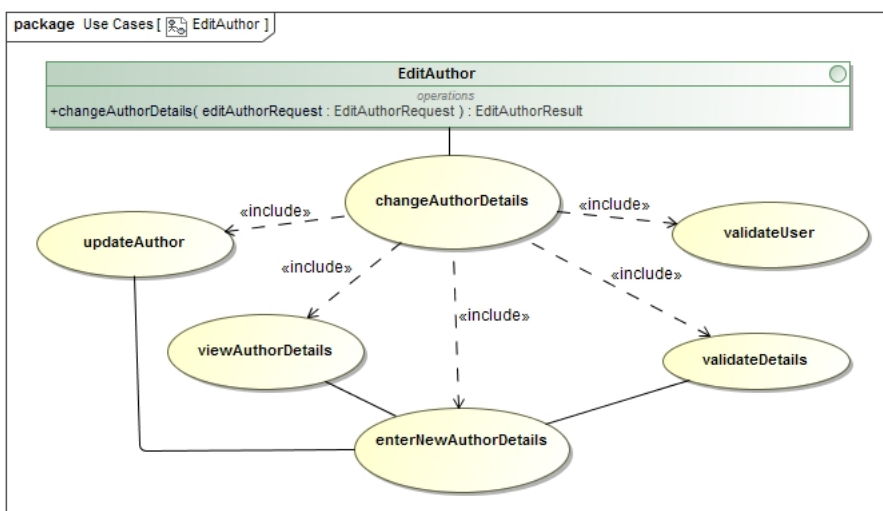 package Use Cases [ EditAuthor ]
EditAuthor
operations
+changeAuthorDetails( editAuthorRequest : EditAuthorRequest ) : EditAuthorResult
changeAuthorDetails
«include»
«include»
updateAuthor
validateUser
«include»
«include»
«include»
viewAuthorDetails
validateDetails
enterNewAuthorDetails